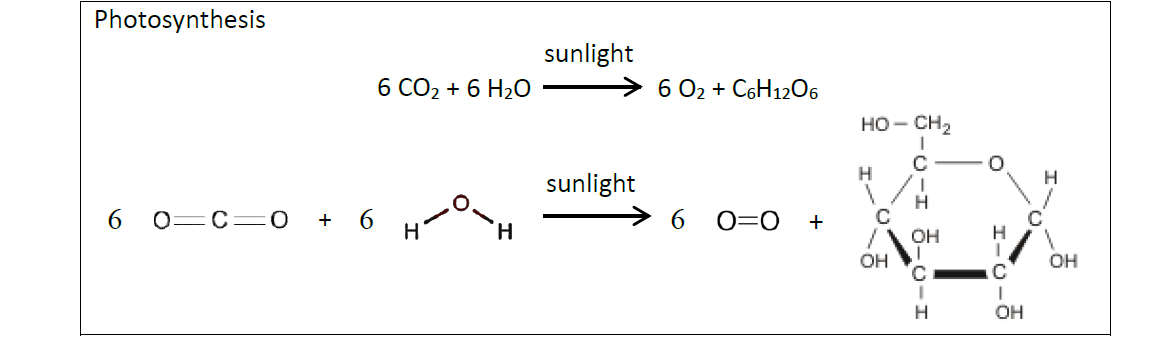 Photosynthesis
sunlight
6 CO₂ + 6 H₂O → 6 O₂ + C₆H₁₂O₆
HO – CH₂
sunlight
6 O=C=O + 6 H O H → 6 O=O +
C O
H H
H
C C
OH H
OH OH
C C
H OH